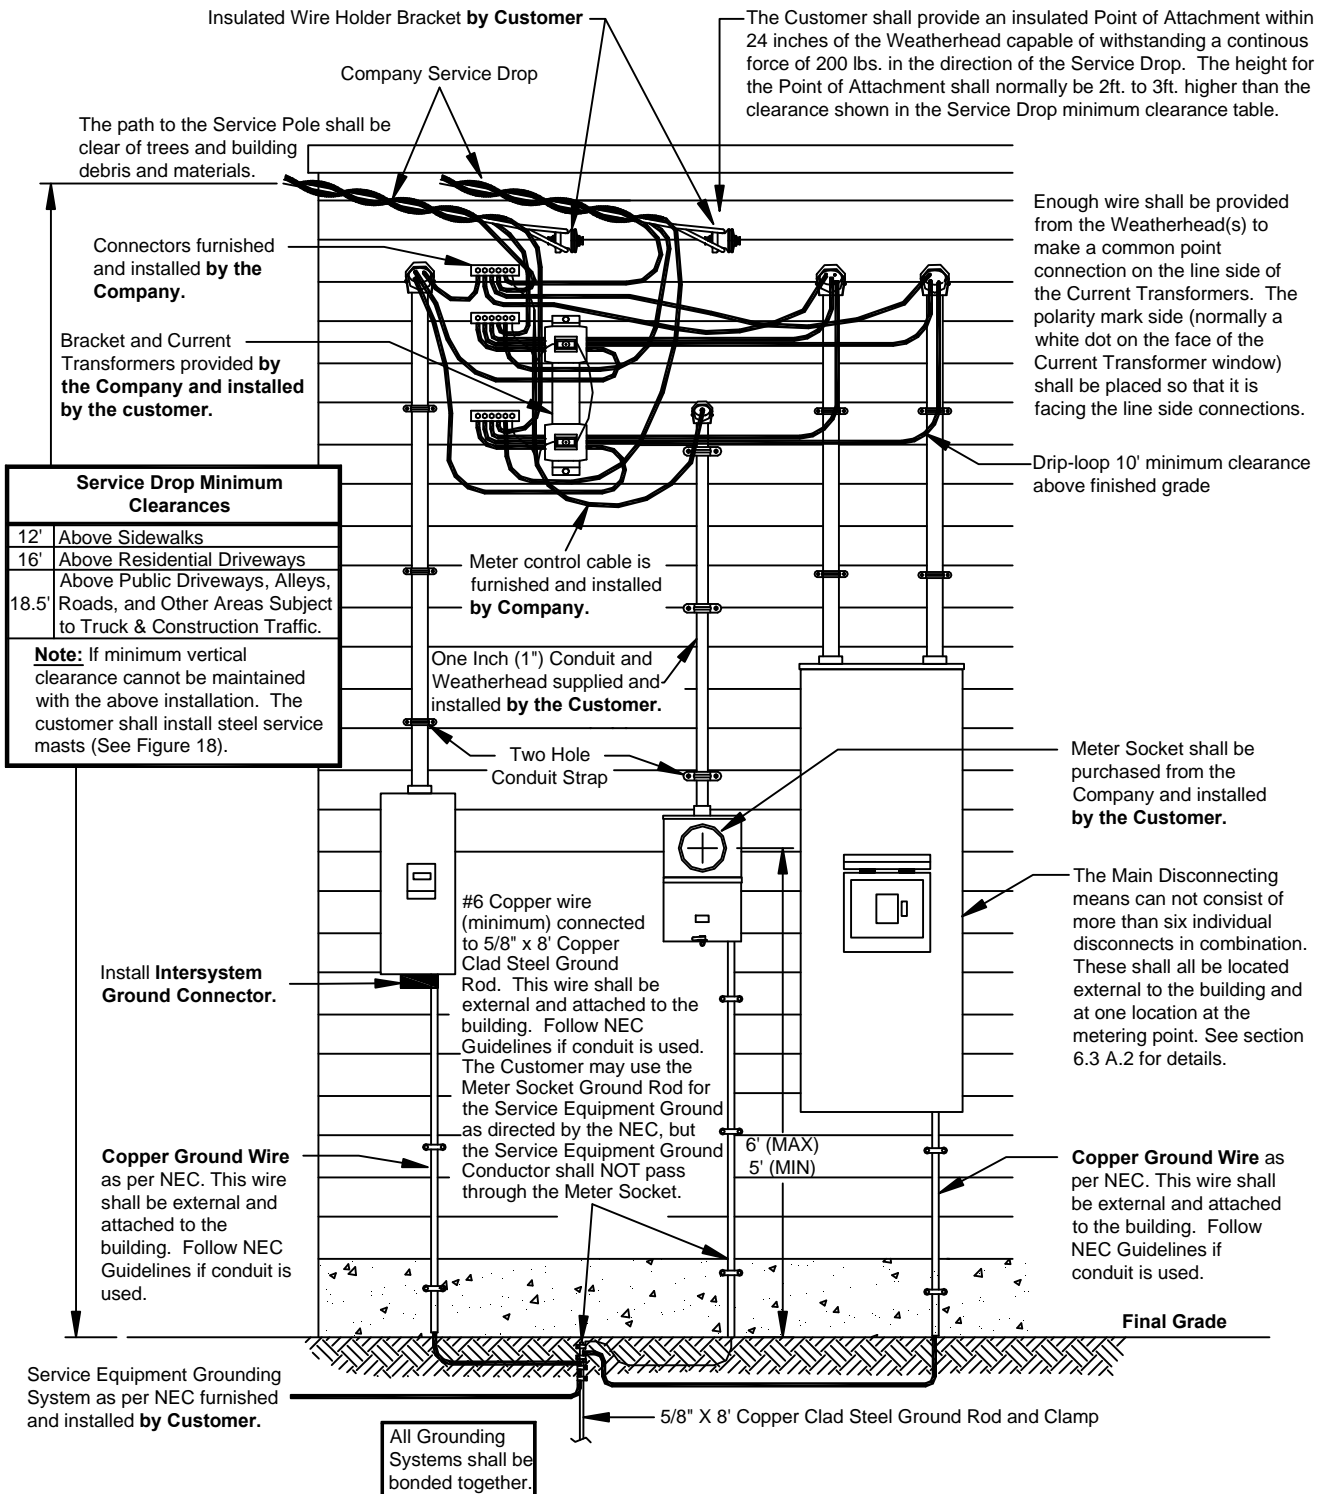 Insulated Wire Holder Bracket by Customer
The Customer shall provide an insulated Point of Attachment within
24 inches of the Weatherhead capable of withstanding a continous
force of 200 lbs. in the direction of the Service Drop. The height for
the Point of Attachment shall normally be 2ft. to 3ft. higher than the
clearance shown in the Service Drop minimum clearance table.
Company Service Drop
The path to the Service Pole shall be
clear of trees and building
debris and materials.
Enough wire shall be provided
from the Weatherhead(s) to
make a common point
connection on the line side of
the Current Transformers. The
polarity mark side (normally a
white dot on the face of the
Current Transformer window)
shall be placed so that it is
facing the line side connections.
Connectors furnished
and installed by the
Company.
Bracket and Current
Transformers provided by
the Company and installed
by the customer.
Drip-loop 10' minimum clearance
above finished grade
Service Drop Minimum
Clearances
12' Above Sidewalks
16' Above Residential Driveways
18.5' Above Public Driveways, Alleys,
Roads, and Other Areas Subject
to Truck & Construction Traffic.
Note: If minimum vertical
clearance cannot be maintained
with the above installation. The
customer shall install steel service
masts (See Figure 18).
Meter control cable is
furnished and installed
by Company.
One Inch (1") Conduit and
Weatherhead supplied and
installed by the Customer.
Two Hole
Conduit Strap
Meter Socket shall be
purchased from the
Company and installed
by the Customer.
The Main Disconnecting
means can not consist of
more than six individual
disconnects in combination.
These shall all be located
external to the building and
at one location at the
metering point. See section
6.3 A.2 for details.
#6 Copper wire
(minimum) connected
to 5/8" x 8' Copper
Clad Steel Ground
Rod. This wire shall be
external and attached to the
building. Follow NEC
Guidelines if conduit is used.
The Customer may use the
Meter Socket Ground Rod for
the Service Equipment Ground
as directed by the NEC, but
the Service Equipment Ground
Conductor shall NOT pass
through the Meter Socket.
Install Intersystem
Ground Connector.
6' (MAX)
5' (MIN)
Copper Ground Wire
as per NEC. This wire
shall be external and
attached to the
building. Follow NEC
Guidelines if conduit is
used.
Copper Ground Wire as
per NEC. This wire shall
be external and attached
to the building. Follow
NEC Guidelines if
conduit is used.
Final Grade
Service Equipment Grounding
System as per NEC furnished
and installed by Customer.
5/8" X 8' Copper Clad Steel Ground Rod and Clamp
All Grounding
Systems shall be
bonded together.